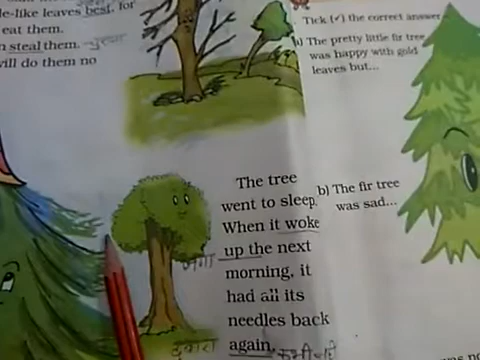 le-like leaves best, for
eat them.
steal them.
will do them no
The tree
went to sleep.
When it woke
up the next
morning, it
had all its
needles back
again.
दुबारा
Tick (✓) the correct answer
) The pretty little fir tree
was happy with gold
leaves but...
b) The fir tree
was sad...